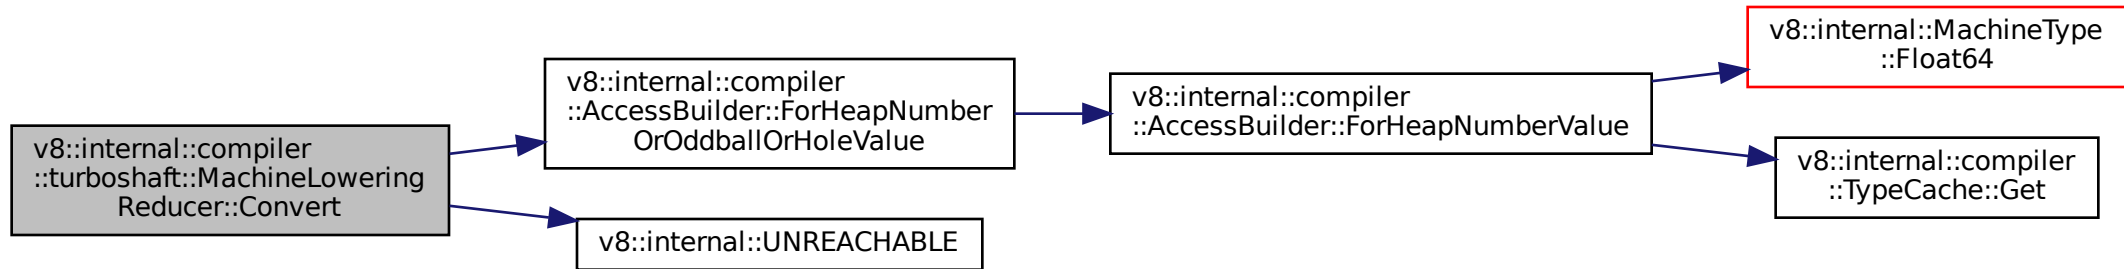 v8::internal::compiler
::turboshaft::MachineLowering
Reducer::Convert
v8::internal::compiler
::AccessBuilder::ForHeapNumber
OrOddballOrHoleValue
v8::internal::UNREACHABLE
v8::internal::compiler
::AccessBuilder::ForHeapNumberValue
v8::internal::MachineType
::Float64
v8::internal::compiler
::TypeCache::Get